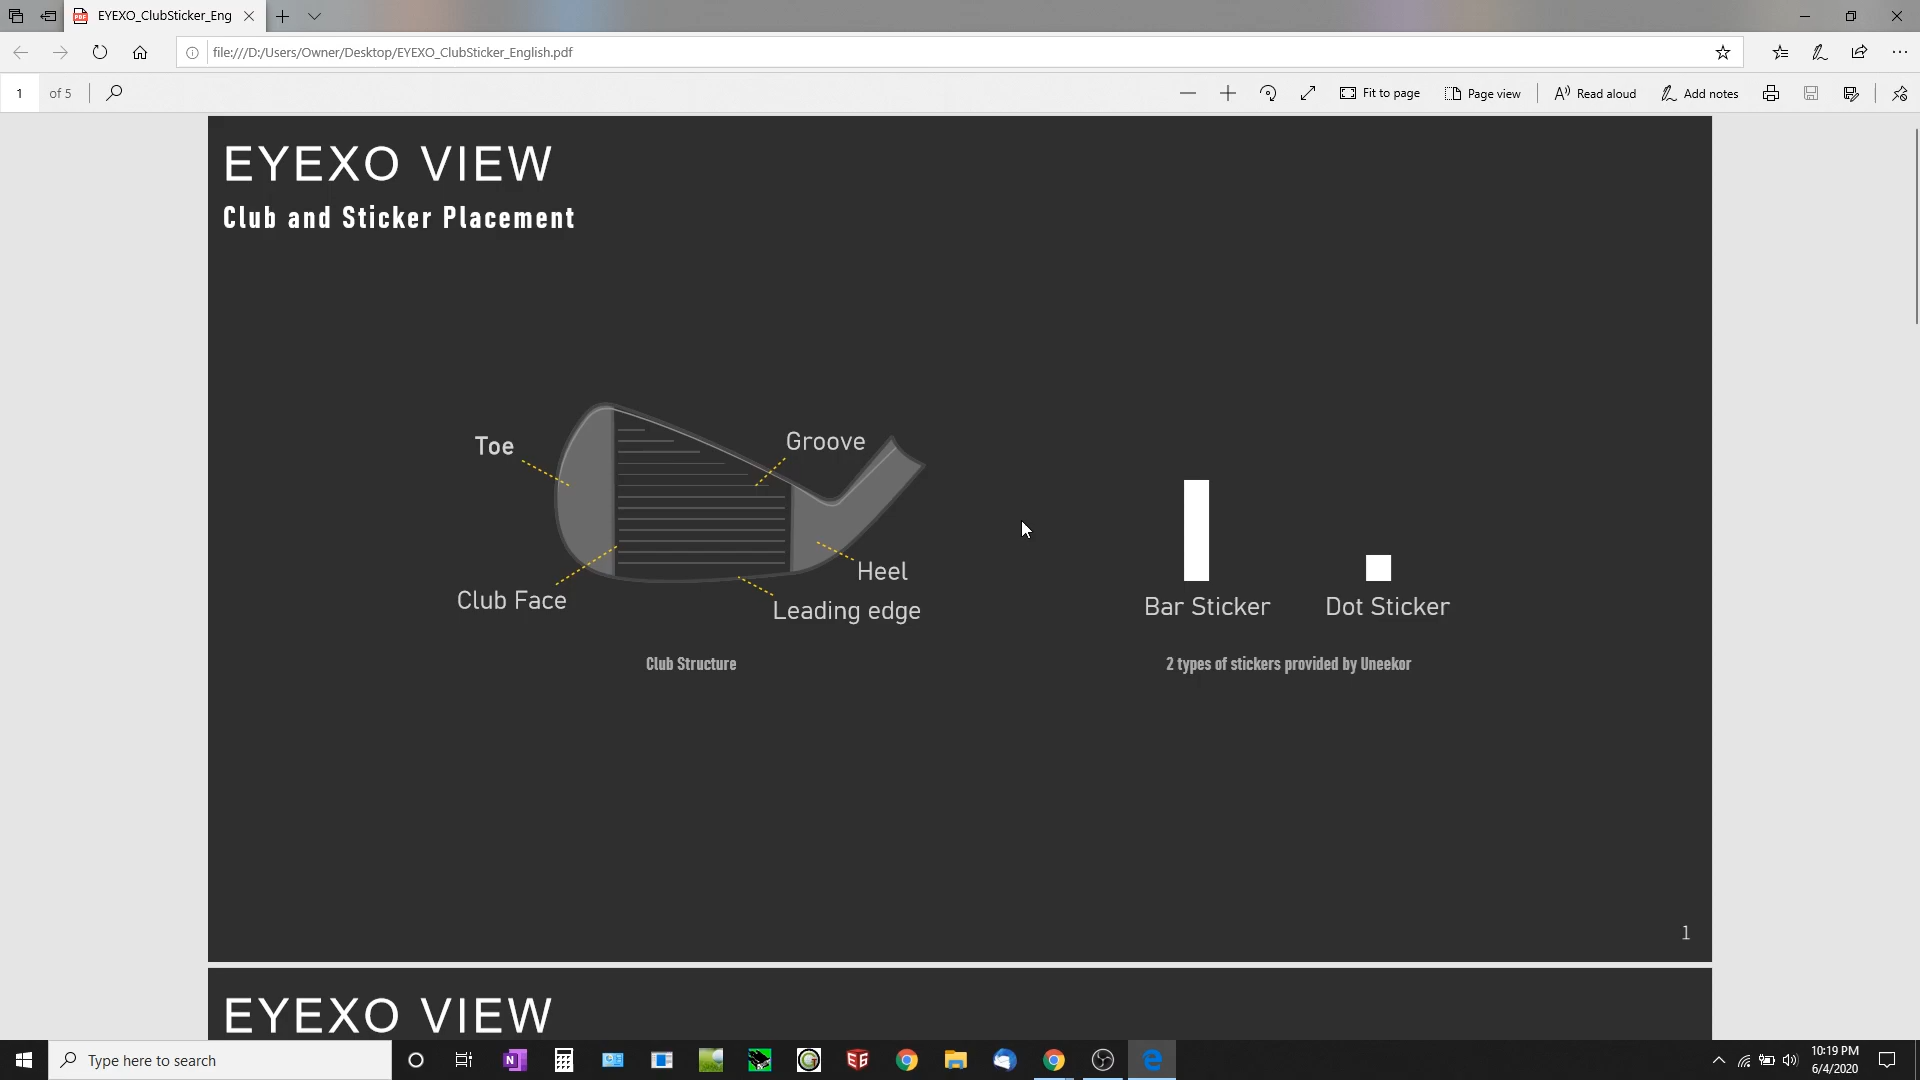 EYEXO_ClubSticker_Eng
file:///D:/Users/Owner/Desktop/EYEXO_ClubSticker_English.pdf
1 of 5
Fit to page
Page view
Read aloud
Add notes
EYEXO VIEW
Club and Sticker Placement
Toe
Groove
Heel
Club Face
Leading edge
Club Structure
Bar Sticker
Dot Sticker
2 types of stickers provided by Uneekor
1
EYEXO VIEW
Type here to search
10:19 PM
6/4/2020